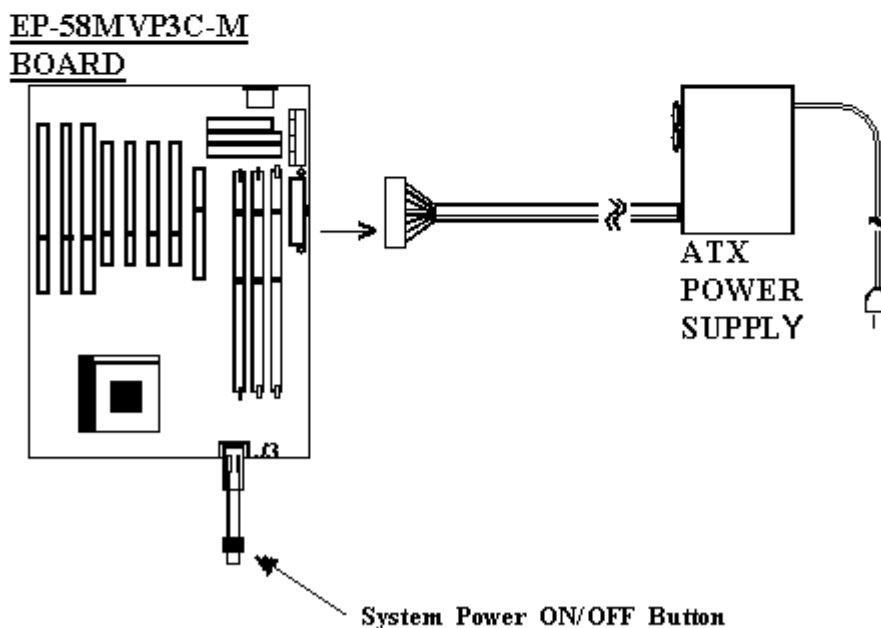 EP-58MVP3C-M
BOARD
ATX
POWER
SUPPLY
J3
System Power ON/OFF Button